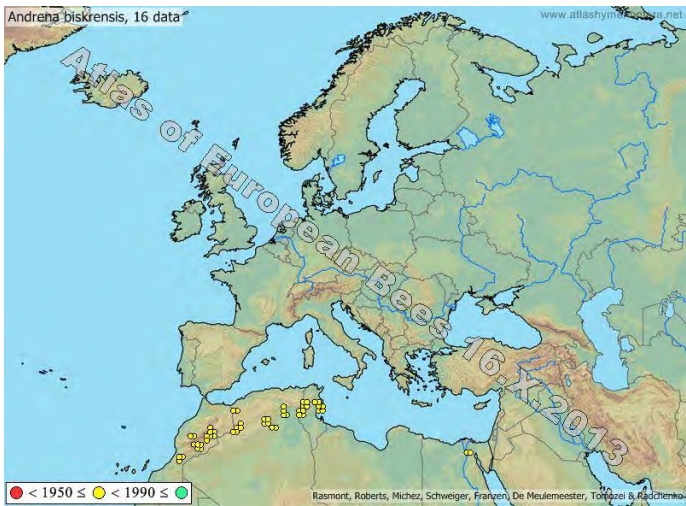 Andrena biskrensis, 16 data
www.atlashymenoptera.net
Atlas of European Bees 16.X.2013
< 1950 ≤ < 1990 ≤
Rasmont, Roberts, Michez, Schweiger, Franzen, De Meulemeester, Tomozei & Radchenko